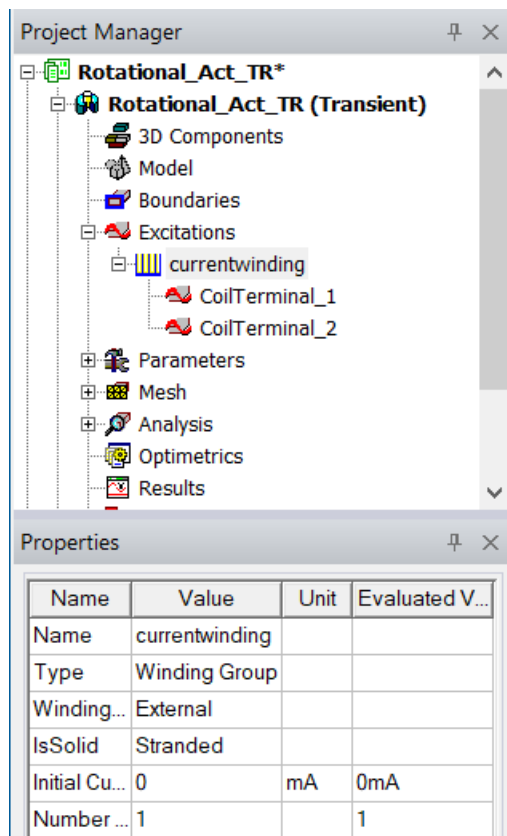 Project Manager
Rotational_Act_TR*
Rotational_Act_TR (Transient)
3D Components
Model
Boundaries
Excitations
currentwinding
CoilTerminal_1
CoilTerminal_2
Parameters
Mesh
Analysis
Optimetrics
Results
Properties
Name Value Unit Evaluated V...
Name currentwinding
Type Winding Group
Winding... External
IsSolid Stranded
Initial Cu... 0 mA 0mA
Number ... 1 1